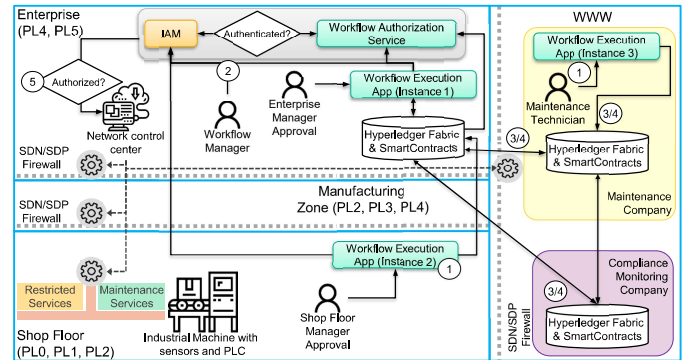 Enterprise
(PL4, PL5)
IAM
Authenticated?
Workflow Authorization
Service
5
Authorized?
2
Workflow Execution
App (Instance 1)
Enterprise
Manager
Approval
Workflow
Manager
Network control
center
Hyperledger Fabric
& SmartContracts
3/4
SDN/SDP
Firewall
WWW
Workflow Execution
App (Instance 3)
1
Maintenance
Technician
3/4
Hyperledger Fabric
& SmartContracts
Maintenance
Company
SDN/SDP
Firewall
Manufacturing
Zone (PL2, PL3, PL4)
Workflow Execution
App (Instance 2)
1
Restricted
Services
Maintenance
Services
Shop Floor
Manager
Approval
Industrial Machine with
sensors and PLC
Shop Floor
(PL0, PL1, PL2)
SDN/SDP
Firewall
Compliance
Monitoring
Company
3/4
Hyperledger Fabric
& SmartContracts